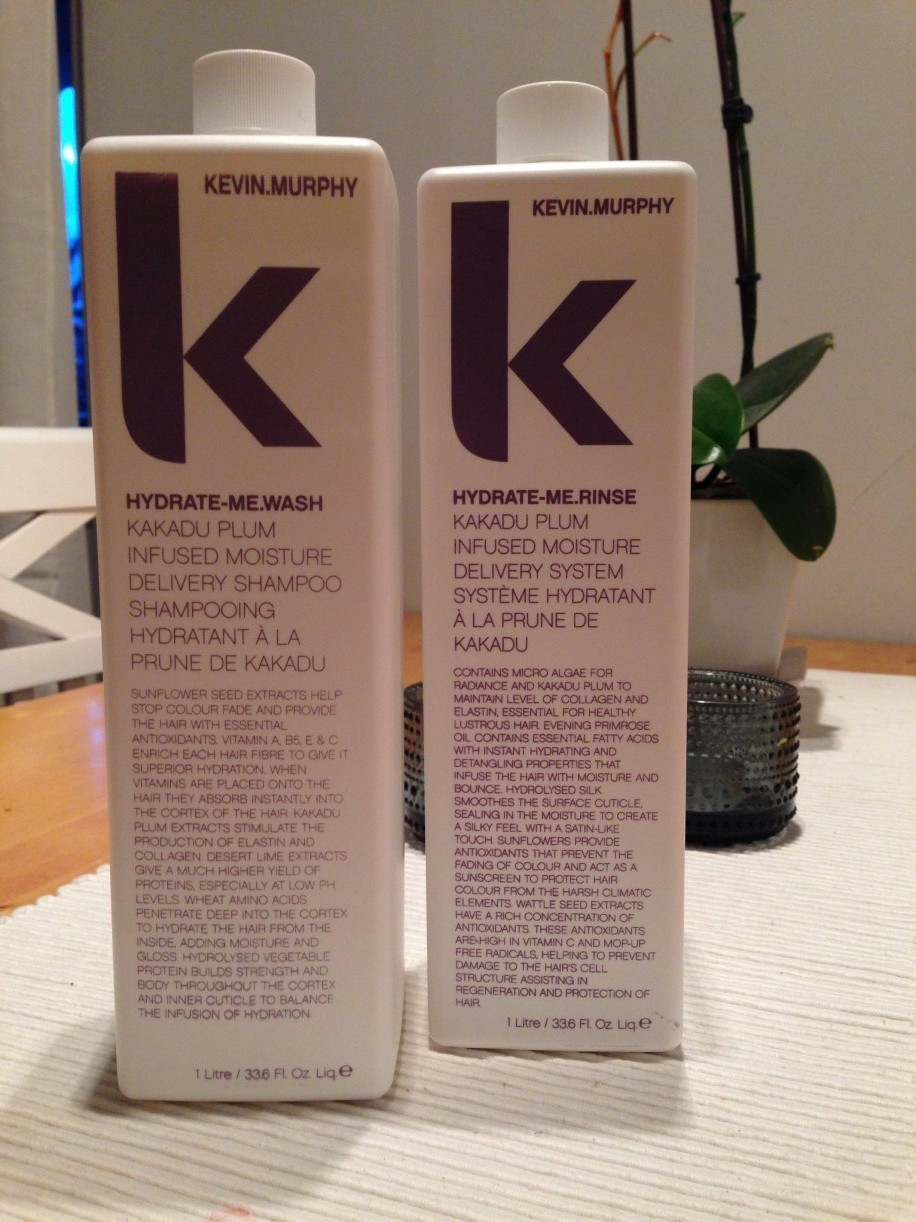 k
KEVIN.MURPHY
HYDRATE-ME.WASH
KAKADU PLUM
INFUSED MOISTURE
DELIVERY SHAMPOO
SHAMPOOING
HYDRATANT À LA
PRUNE DE KAKADU
SUNFLOWER SEED EXTRACTS HELP
STOP COLOUR FADE AND PROVIDE
THE HAIR WITH ESSENTIAL
ANTIOXIDANTS. VITAMIN A, B5, E & C
ENRICH EACH HAIR FIBRE TO GIVE IT
SUPERIOR HYDRATION. WHEN
VITAMINS ARE PLACED ONTO THE
HAIR THEY ABSORB INSTANTLY INTO
THE CORTEX OF THE HAIR. KAKADU
PLUM EXTRACTS STIMULATE THE
PRODUCTION OF ELASTIN AND
COLLAGEN. DESERT LIME EXTRACTS
GIVE A MUCH HIGHER YIELD OF
PROTEINS, ESPECIALLY AT LOW PH
LEVELS. WHEAT AMINO ACIDS
PENETRATE DEEP INTO THE CORTEX
TO HYDRATE THE HAIR FROM THE
INSIDE, ADDING MOISTURE AND
GLOSS. HYDROLYSED VEGETABLE
PROTEIN BUILDS STRENGTH AND
BODY THROUGHOUT THE CORTEX
AND INNER CUTICLE TO BALANCE
THE INFUSION OF HYDRATION.
1 Litre / 33.6 Fl. Oz. Liq.℮
k
KEVIN.MURPHY
HYDRATE-ME.RINSE
KAKADU PLUM
INFUSED MOISTURE
DELIVERY SYSTEM
SYSTÈME HYDRATANT
À LA PRUNE DE
KAKADU
CONTAINS MICRO ALGAE FOR
RADIANCE AND KAKADU PLUM TO
MAINTAIN LEVEL OF COLLAGEN AND
ELASTIN, ESSENTIAL FOR HEALTHY
LUSTROUS HAIR. EVENING PRIMROSE
OIL CONTAINS ESSENTIAL FATTY ACIDS
WITH INSTANT HYDRATING AND
DETANGLING PROPERTIES THAT
INFUSE THE HAIR WITH MOISTURE AND
BOUNCE. HYDROLYSED SILK
SMOOTHES THE SURFACE CUTICLE,
SEALING IN THE MOISTURE TO CREATE
A SILKY FEEL WITH A SATIN-LIKE
TOUCH. SUNFLOWERS PROVIDE
ANTIOXIDANTS THAT PREVENT THE
FADING OF COLOUR AND ACT AS A
SUNSCREEN TO PROTECT HAIR
COLOUR FROM THE HARSH CLIMATIC
ELEMENTS. WATTLE SEED EXTRACTS
HAVE A RICH CONCENTRATION OF
ANTIOXIDANTS. THESE ANTIOXIDANTS
ARE HIGH IN VITAMIN C AND MOP-UP
FREE RADICALS, HELPING TO PREVENT
DAMAGE TO THE HAIR'S CELL
STRUCTURE ASSISTING IN
REGENERATION AND PROTECTION OF
HAIR.
1 Litre / 33.6 Fl. Oz. Liq.℮